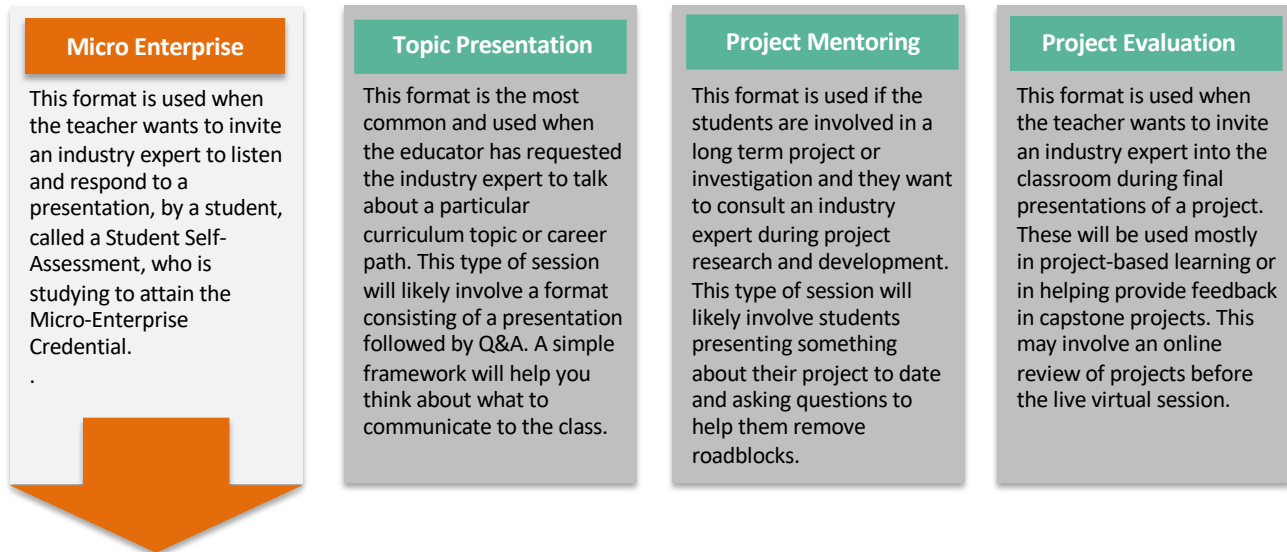 Micro Enterprise
This format is used when
the teacher wants to invite
an industry expert to listen
and respond to a
presentation, by a student,
called a Student Self-
Assessment, who is
studying to attain the
Micro-Enterprise
Credential.
.
Topic Presentation
This format is the most
common and used when
the educator has requested
the industry expert to talk
about a particular
curriculum topic or career
path. This type of session
will likely involve a format
consisting of a presentation
followed by Q&A. A simple
framework will help you
think about what to
communicate to the class.
Project Mentoring
This format is used if the
students are involved in a
long term project or
investigation and they want
to consult an industry
expert during project
research and development.
This type of session will
likely involve students
presenting something
about their project to date
and asking questions to
help them remove
roadblocks.
Project Evaluation
This format is used when
the teacher wants to invite
an industry expert into the
classroom during final
presentations of a project.
These will be used mostly
in project-based learning or
in helping provide feedback
in capstone projects. This
may involve an online
review of projects before
the live virtual session.